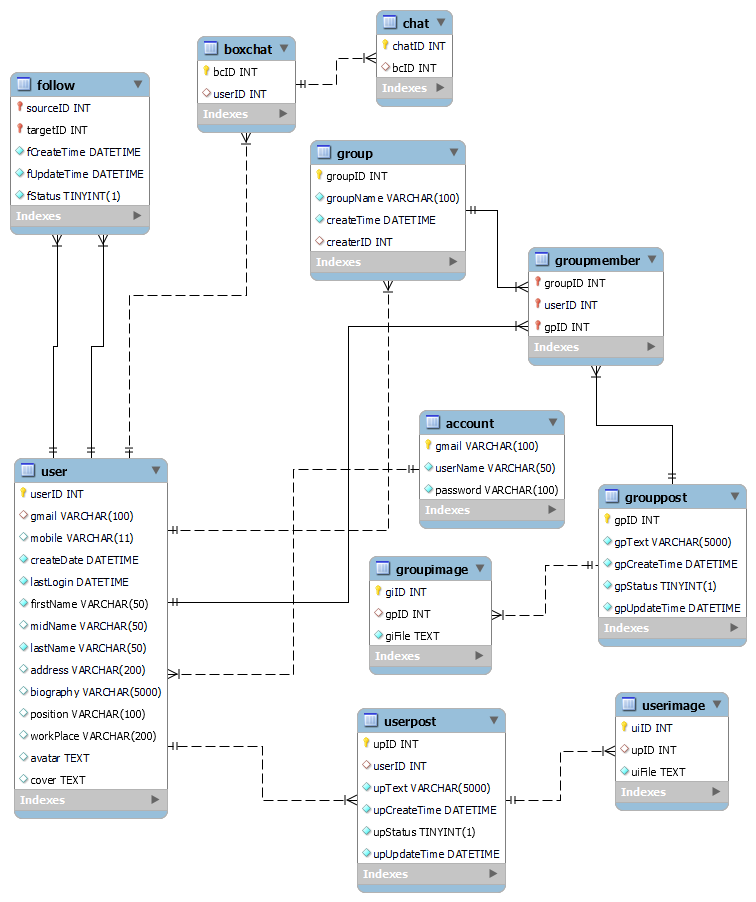 chat
chatID INT
bcID INT
Indexes
boxchat
bcID INT
userID INT
Indexes
follow
sourceID INT
targetID INT
fCreateTime DATETIME
fUpdateTime DATETIME
fStatus TINYINT(1)
Indexes
group
groupID INT
groupName VARCHAR(100)
createTime DATETIME
createrID INT
Indexes
groupmember
groupID INT
userID INT
gpID INT
Indexes
account
gmail VARCHAR(100)
userName VARCHAR(50)
password VARCHAR(100)
Indexes
user
userID INT
gmail VARCHAR(100)
mobile VARCHAR(11)
createDate DATETIME
lastLogin DATETIME
firstName VARCHAR(50)
midName VARCHAR(50)
lastName VARCHAR(50)
address VARCHAR(200)
biography VARCHAR(5000)
position VARCHAR(100)
workPlace VARCHAR(200)
avatar TEXT
cover TEXT
Indexes
grouppost
gpID INT
gpText VARCHAR(5000)
gpCreateTime DATETIME
gpStatus TINYINT(1)
gpUpdateTime DATETIME
Indexes
groupimage
giID INT
gpID INT
giFile TEXT
Indexes
userpost
upID INT
userID INT
upText VARCHAR(5000)
upCreateTime DATETIME
upStatus TINYINT(1)
upUpdateTime DATETIME
Indexes
userimage
uiID INT
upID INT
uiFile TEXT
Indexes